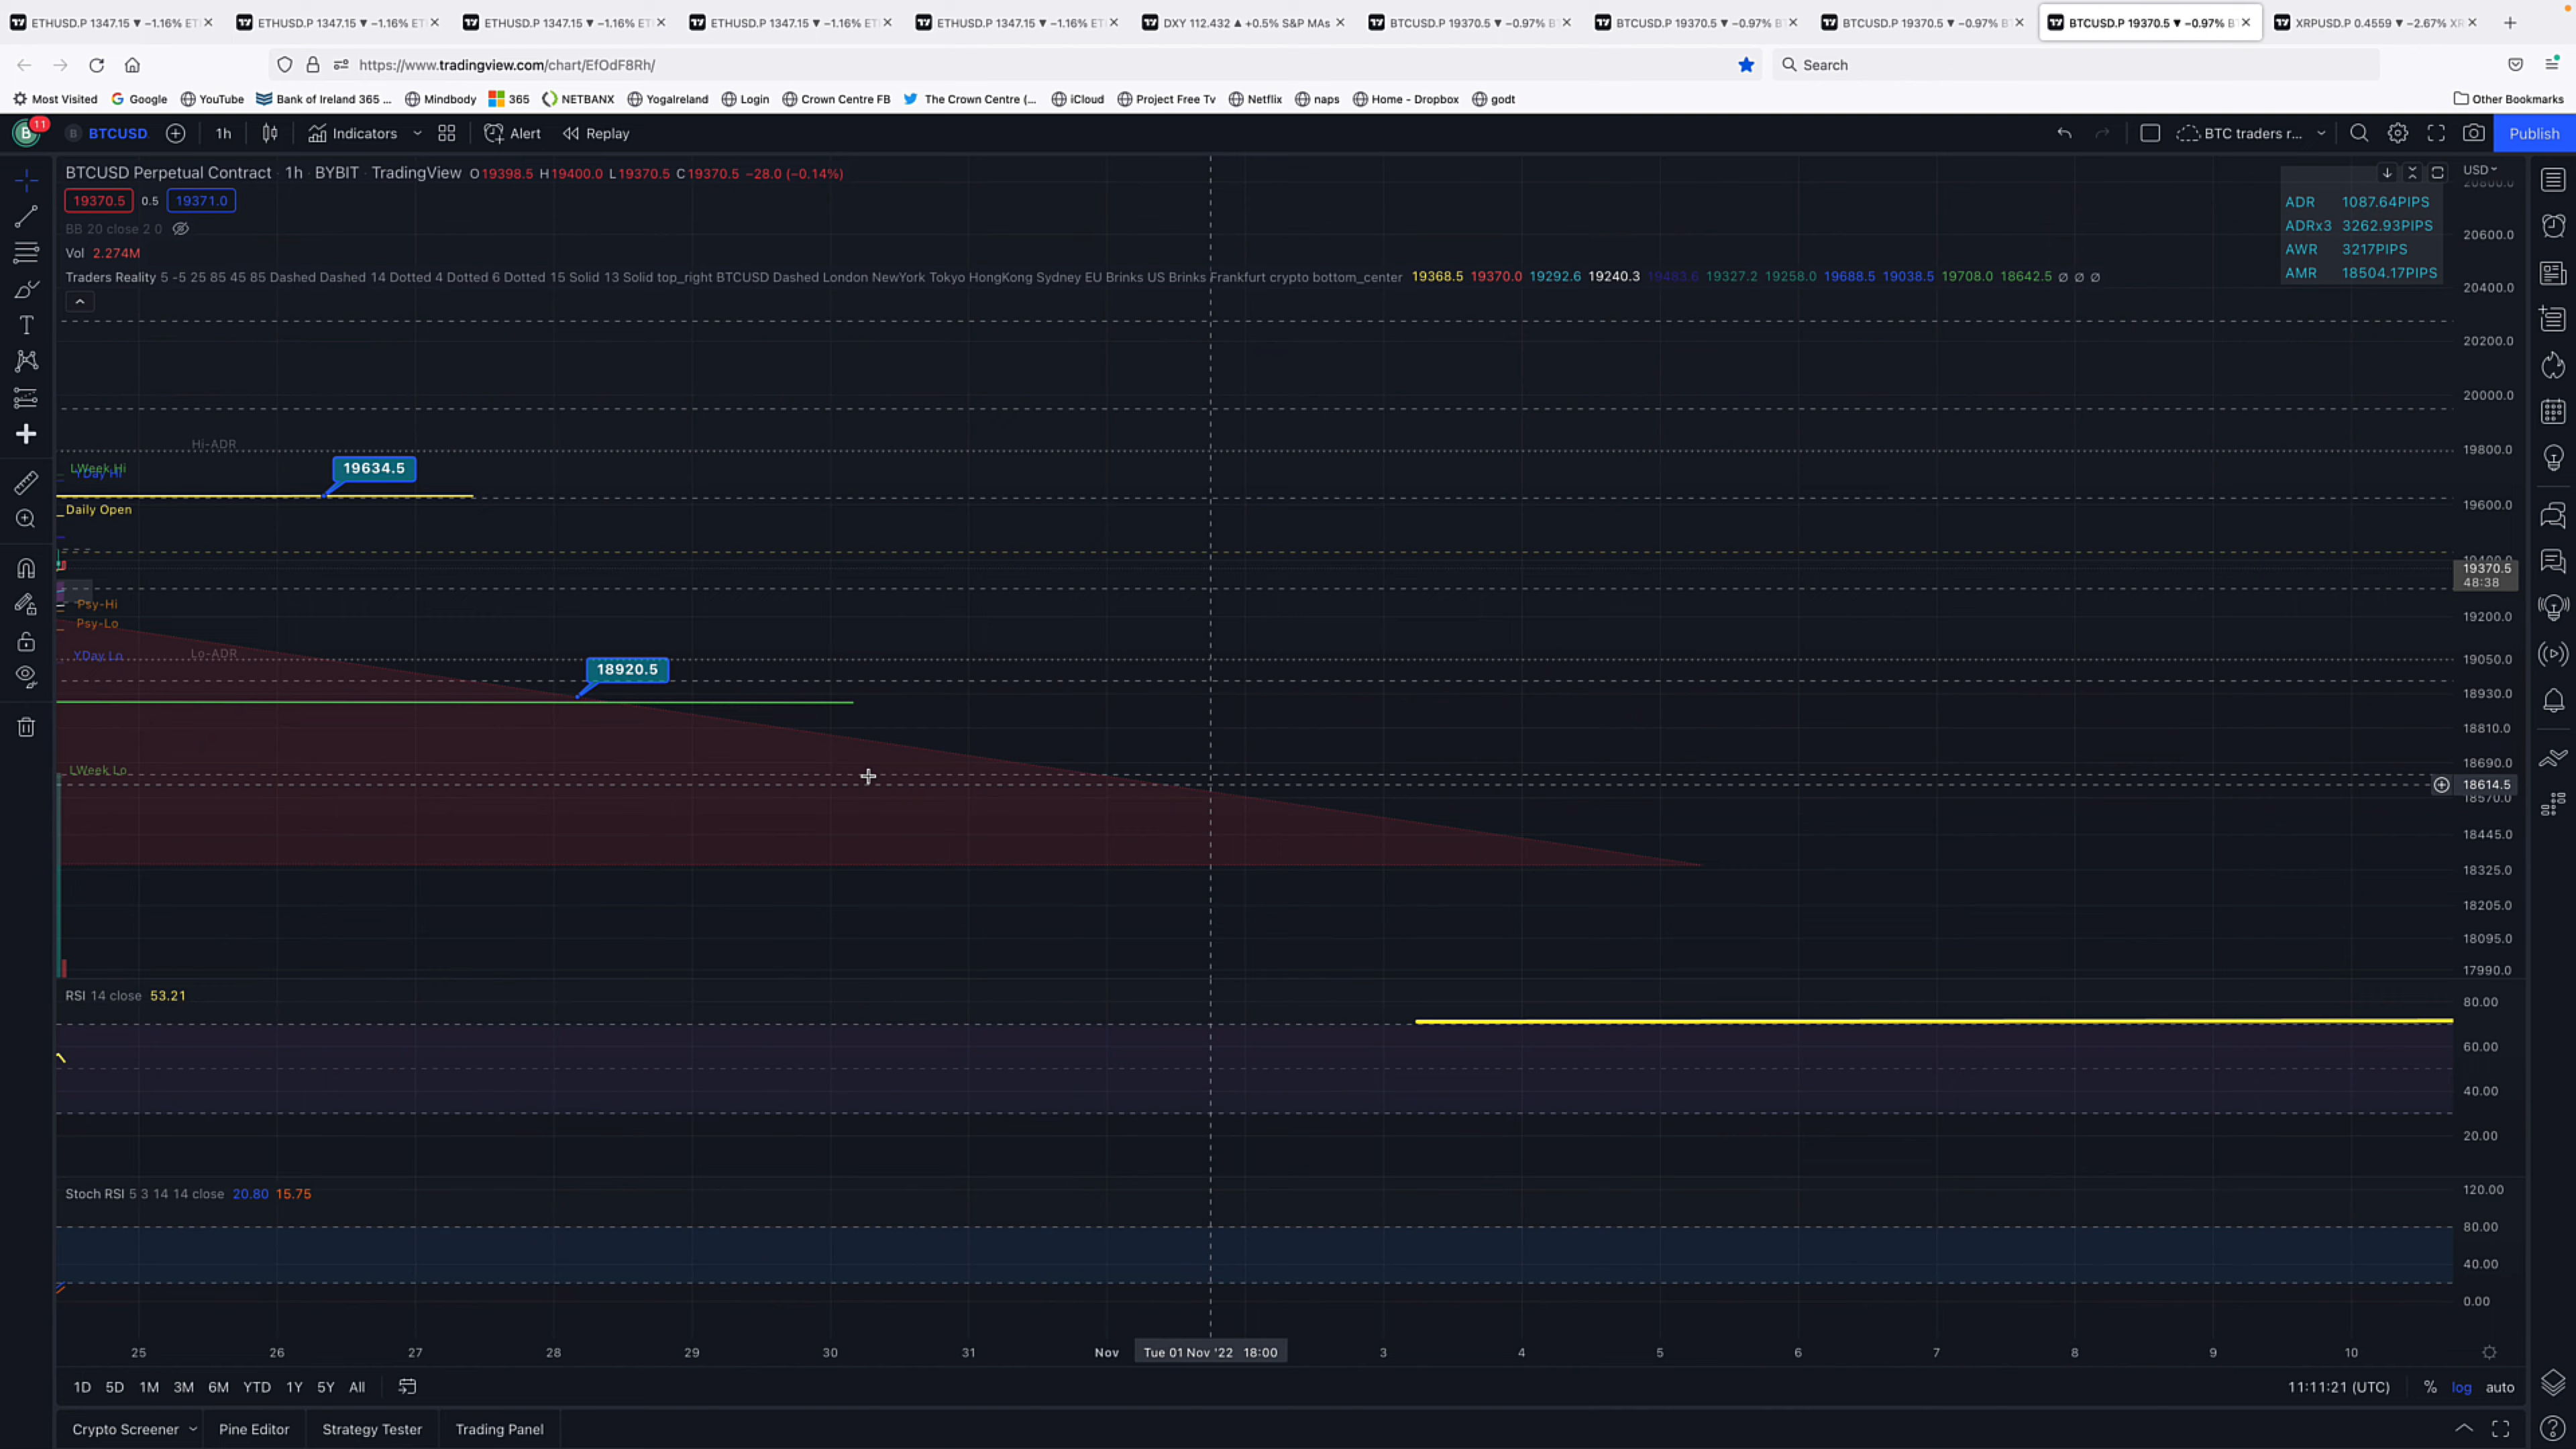 ETHUSD.P 1347.15 ▼ −1.16% ETH
ETHUSD.P 1347.15 ▼ −1.16% ETH
ETHUSD.P 1347.15 ▼ −1.16% ETH
ETHUSD.P 1347.15 ▼ −1.16% ETH
ETHUSD.P 1347.15 ▼ −1.16% ETH
DXY 112.432 ▲ +0.5% S&P MAs
BTCUSD.P 19370.5 ▼ −0.97% B
BTCUSD.P 19370.5 ▼ −0.97% B
BTCUSD.P 19370.5 ▼ −0.97% B
BTCUSD.P 19370.5 ▼ −0.97% B
XRPUSD.P 0.4559 ▼ −2.67% XR
https://www.tradingview.com/chart/EfOdF8Rh/
Search
Most Visited Google YouTube Bank of Ireland 365 ... Mindbody 365 NETBANX YogaIreland Login Crown Centre FB The Crown Centre (... iCloud Project Free Tv Netflix naps Home - Dropbox godt Other Bookmarks
B 11 BTCUSD 1h Indicators Alert Replay BTC traders r... Publish
BTCUSD Perpetual Contract · 1h · BYBIT · TradingView O19398.5 H19400.0 L19370.5 C19370.5 −28.0 (−0.14%)
19370.5 0.5 19371.0
BB 20 close 2 0
Vol 2.274M
Traders Reality 5 -5 25 85 45 85 Dashed Dashed 14 Dotted 4 Dotted 6 Dotted 15 Solid 13 Solid top_right BTCUSD Dashed London NewYork Tokyo HongKong Sydney EU Brinks US Brinks Frankfurt crypto bottom_center 19368.5 19370.0 19292.6 19240.3 19327.2 19258.0 19688.5 19038.5 19708.0 18642.5 ∅ ∅ ∅
ADR 1087.64PIPS
ADRx3 3262.93PIPS
AWR 3217PIPS
AMR 18504.17PIPS
USD
20800.0
20600.0
20400.0
20200.0
20000.0
19800.0
19600.0
19400.0
19370.5
48:38
19200.0
19050.0
18930.0
18810.0
18690.0
18614.5
18570.0
18445.0
18325.0
18205.0
18095.0
17990.0
Hi-ADR
LWeek Hi
YDay Hi
19634.5
Daily Open
Psy-Hi
Psy-Lo
YDay Lo
Lo-ADR
18920.5
LWeek Lo
RSI 14 close 53.21
80.00
60.00
40.00
20.00
Stoch RSI 5 3 14 14 close 20.80 15.75
120.00
80.00
40.00
0.00
25 26 27 28 29 30 31 Nov Tue 01 Nov '22 18:00 3 4 5 6 7 8 9 10
1D 5D 1M 3M 6M YTD 1Y 5Y All 11:11:21 (UTC) % log auto
Crypto Screener Pine Editor Strategy Tester Trading Panel